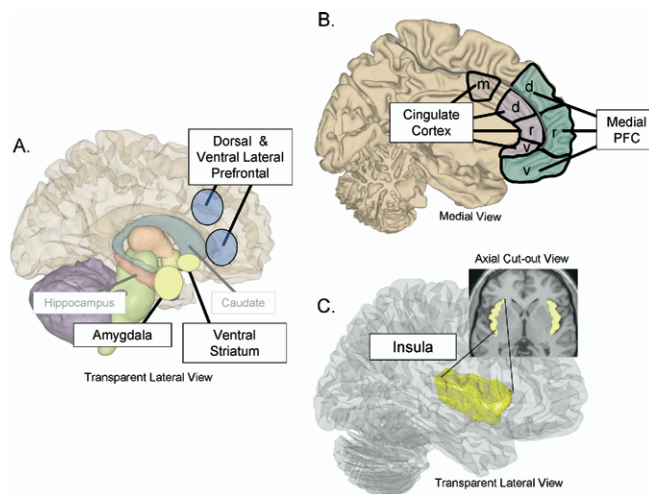 A.
Dorsal &
Ventral Lateral
Prefrontal
Hippocampus
Caudate
Amygdala
Ventral
Striatum
Transparent Lateral View
B.
m
d
d
r
r
v
v
Cingulate
Cortex
Medial
PFC
Medial View
Axial Cut-out View
C.
Insula
Transparent Lateral View